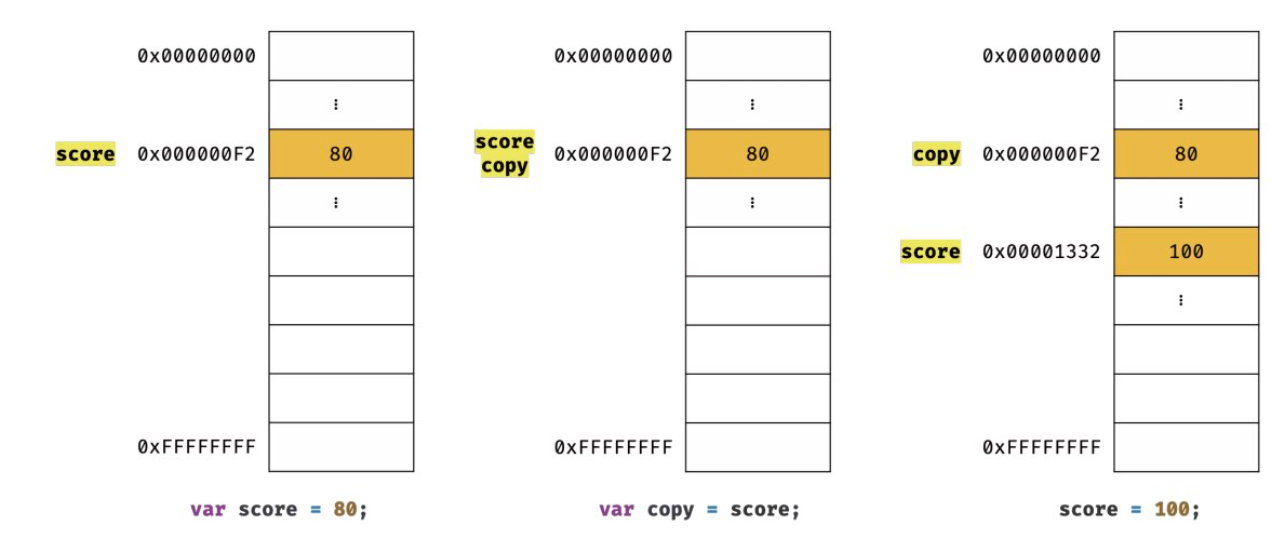 0x00000000
⋮
score 0x000000F2 80
⋮
0xFFFFFFFF
var score = 80;
0x00000000
⋮
score
copy
0x000000F2 80
⋮
0xFFFFFFFF
var copy = score;
0x00000000
⋮
copy 0x000000F2 80
⋮
score 0x00001332 100
⋮
0xFFFFFFFF
score = 100;